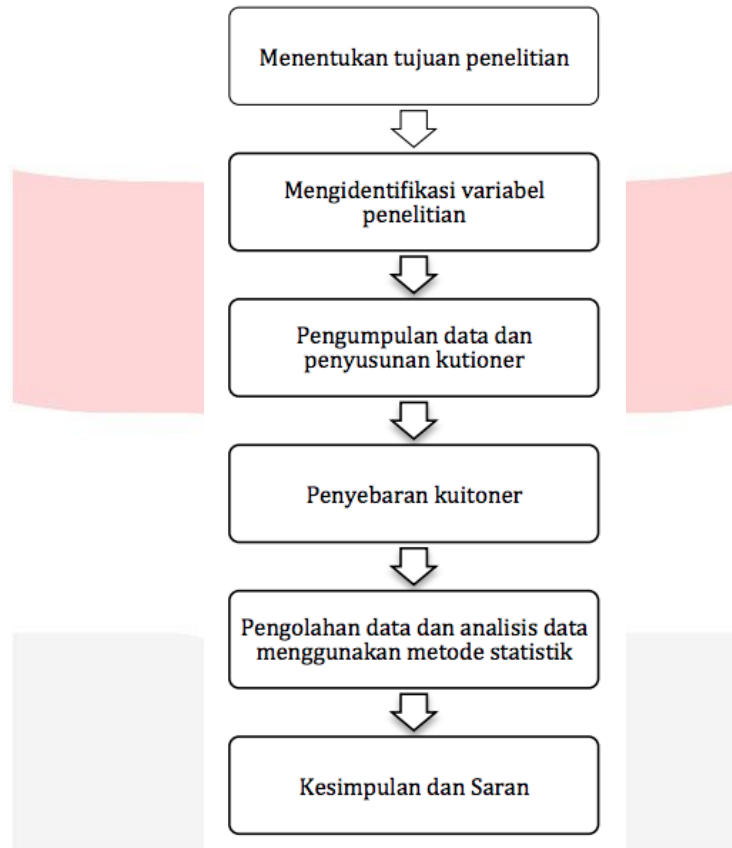 Menentukan tujuan penelitian
Mengidentifikasi variabel
penelitian
Pengumpulan data dan
penyusunan kutioner
Penyebaran kuitoner
Pengolahan data dan analisis data
menggunakan metode statistik
Kesimpulan dan Saran